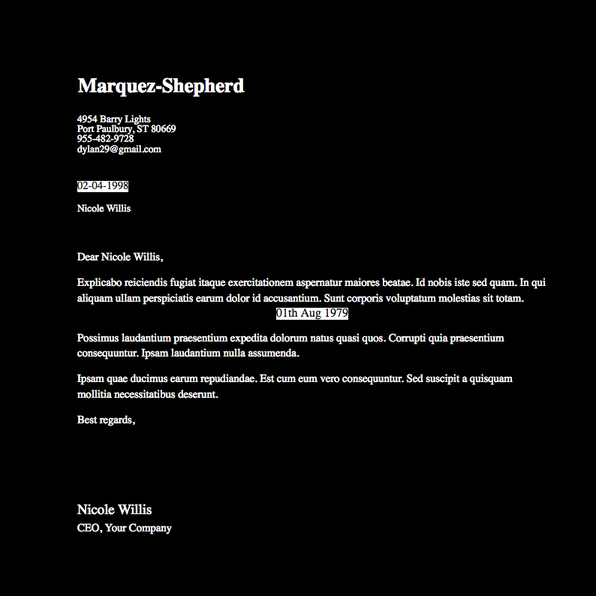 Marquez-Shepherd
4954 Barry Lights
Port Paulbury, ST 80669
955-482-9728
dylan29@gmail.com
02-04-1998
Nicole Willis
Dear Nicole Willis,
Explicabo reiciendis fugiat itaque exercitationem aspernatur maiores beatae. Id nobis iste sed quam. In qui
aliquam ullam perspiciatis earum dolor id accusantium. Sunt corporis voluptatum molestias sit totam.
01th Aug 1979
Possimus laudantium praesentium expedita dolorum natus quasi quos. Corrupti quia praesentium
consequuntur. Ipsam laudantium nulla assumenda.
Ipsam quae ducimus earum repudiandae. Est cum eum vero consequuntur. Sed suscipit a quisquam
mollitia necessitatibus deserunt.
Best regards,
Nicole Willis
CEO, Your Company